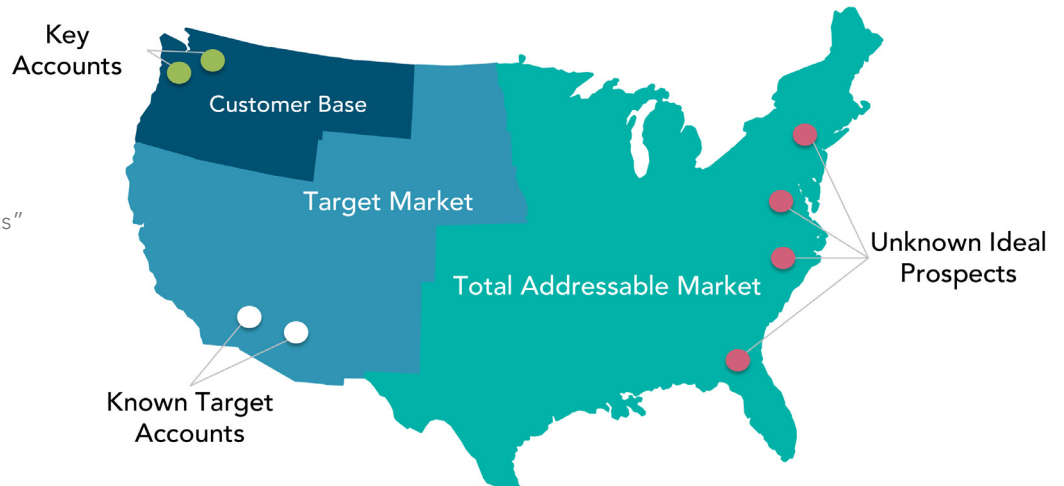 Key
Accounts
Customer Base
Target Market
s”
Total Addressable Market
Unknown Ideal
Prospects
Known Target
Accounts